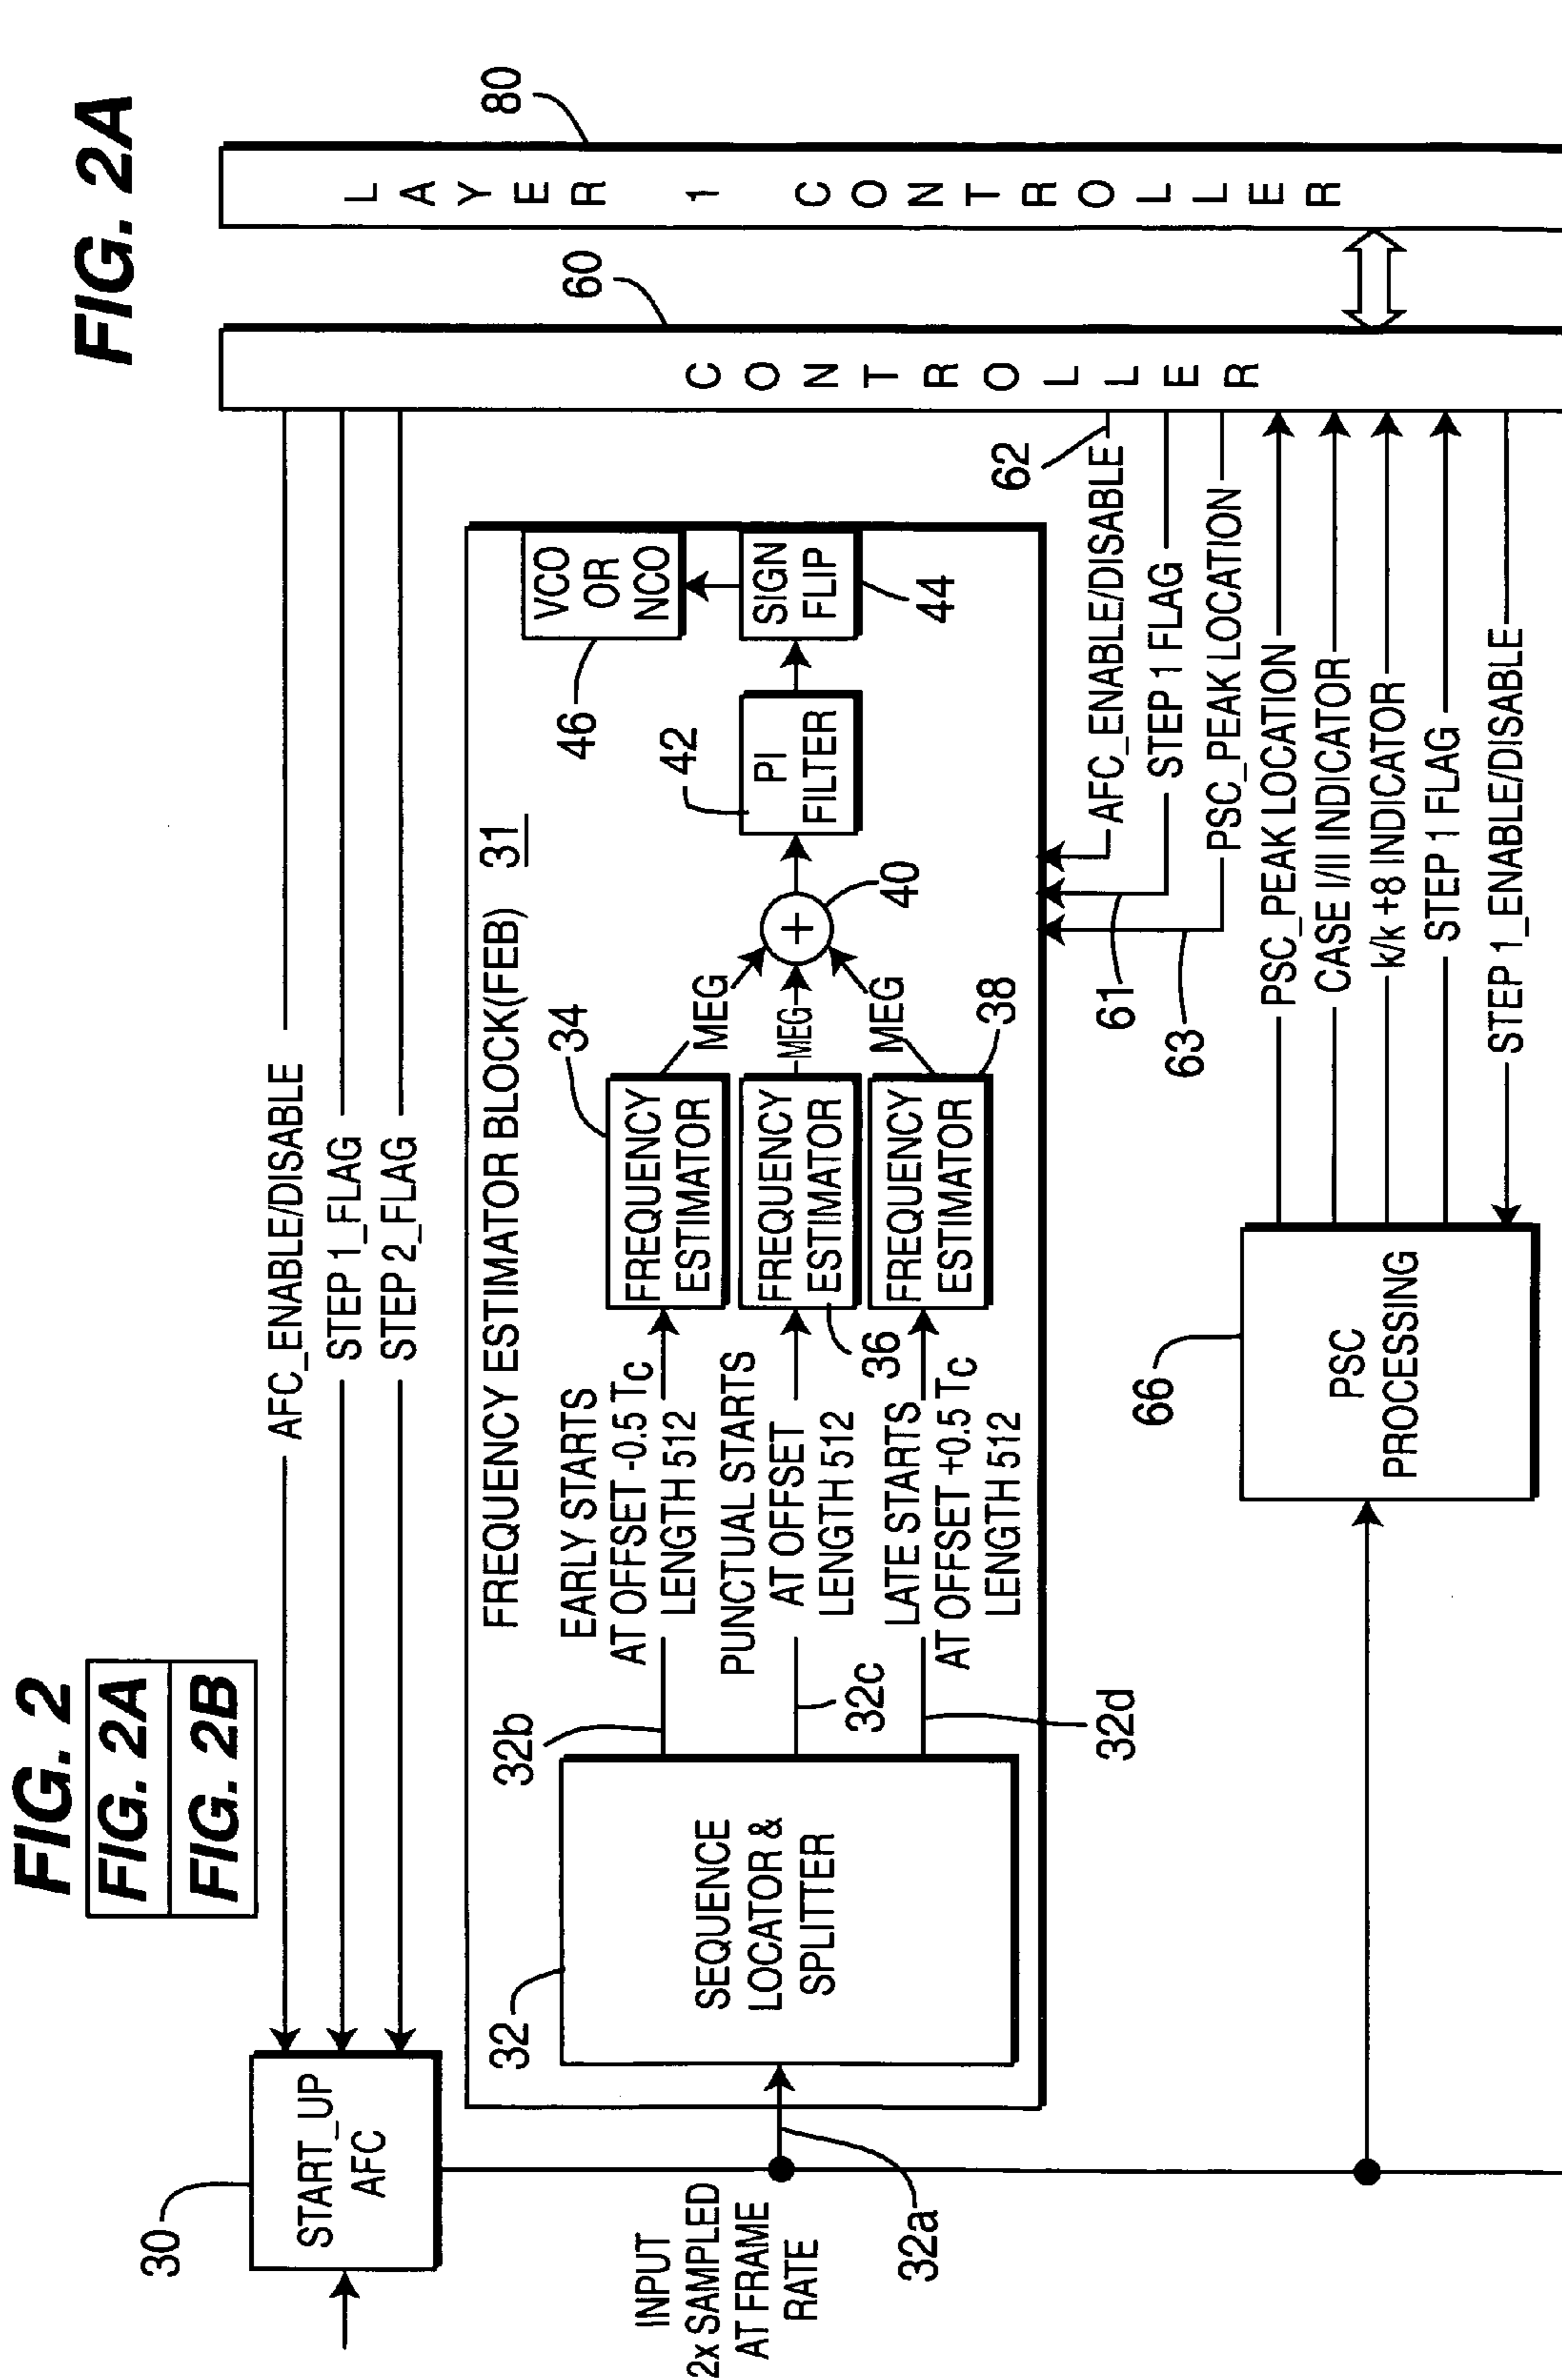 FIG. 2
FIG. 2A
FIG. 2B
FIG. 2A
30
START_UP
AFC
AFC_ENABLE/DISABLE
STEP 1_FLAG
STEP 2_FLAG
60
CONTROLLER
80
LAYER 1 CONTROLLER
INPUT
2x SAMPLED
AT FRAME
RATE
32a
FREQUENCY ESTIMATOR BLOCK(FEB) 31
32
SEQUENCE
LOCATOR &
SPLITTER
32b
EARLY STARTS
AT OFFSET -0.5 Tc
LENGTH 512
32c
PUNCTUAL STARTS
AT OFFSET
LENGTH 512
32d
LATE STARTS
AT OFFSET +0.5 Tc
LENGTH 512
34
FREQUENCY
ESTIMATOR
36
FREQUENCY
ESTIMATOR
38
FREQUENCY
ESTIMATOR
MEG
MEG
MEG
+
40
42
PI
FILTER
44
SIGN
FLIP
46
VCO
OR
NCO
62
AFC_ENABLE/DISABLE
61
STEP 1 FLAG
63
PSC_PEAK LOCATION
66
PSC
PROCESSING
PSC_PEAK LOCATION
CASE I/II INDICATOR
k/k +8 INDICATOR
STEP 1 FLAG
STEP 1_ENABLE/DISABLE